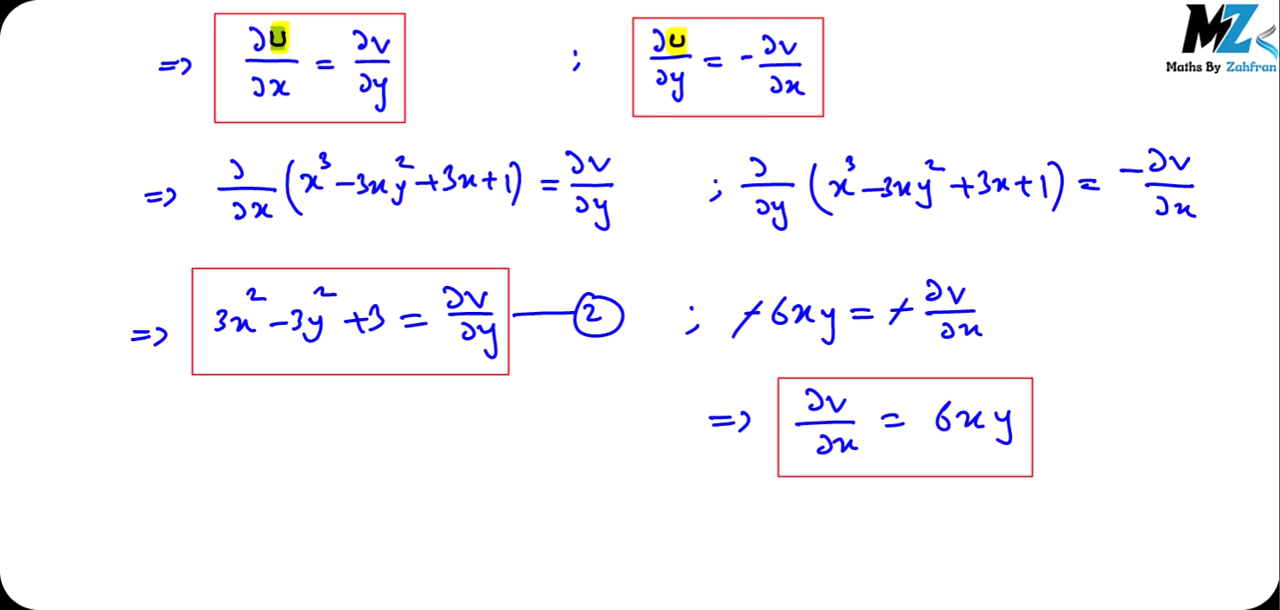 MZ
Maths By Zahfran
=> ∂u/∂x = ∂v/∂y ; ∂u/∂y = -∂v/∂x
=> ∂/∂x (x³ - 3xy² + 3x + 1) = ∂v/∂y ; ∂/∂y (x³ - 3xy² + 3x + 1) = -∂v/∂x
=> 3x² - 3y² + 3 = ∂v/∂y — ② ; -6xy = -∂v/∂x
=> ∂v/∂x = 6xy